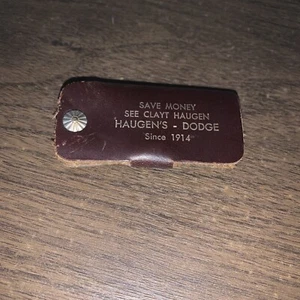 SAVE MONEY
SEE CLAYT HAUGEN
HAUGEN'S - DODGE
Since 1914